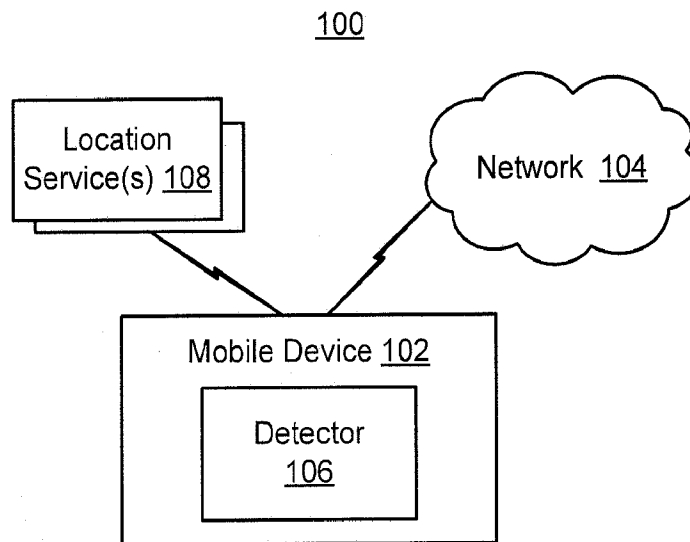 100
Location
Service(s) 108
Network 104
Mobile Device 102
Detector
106